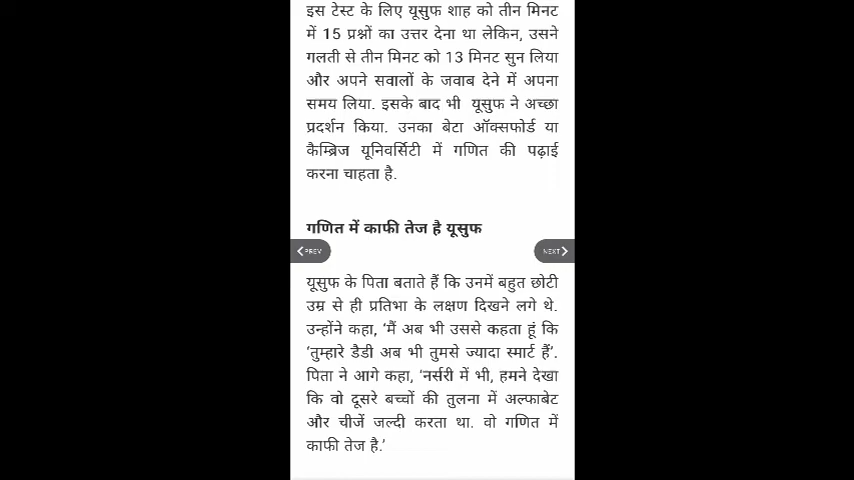 इस टेस्ट के लिए यूसुफ शाह को तीन मिनट
में 15 प्रश्नों का उत्तर देना था लेकिन, उसने
गलती से तीन मिनट को 13 मिनट सुन लिया
और अपने सवालों के जवाब देने में अपना
समय लिया. इसके बाद भी यूसुफ ने अच्छा
प्रदर्शन किया. उनका बेटा ऑक्सफोर्ड या
कैम्ब्रिज यूनिवर्सिटी में गणित की पढ़ाई
करना चाहता है.
गणित में काफी तेज है यूसुफ
PREV
NEXT
यूसुफ के पिता बताते हैं कि उनमें बहुत छोटी
उम्र से ही प्रतिभा के लक्षण दिखने लगे थे.
उन्होंने कहा, ‘मैं अब भी उससे कहता हूं कि
‘तुम्हारे डैडी अब भी तुमसे ज्यादा स्मार्ट हैं’.
पिता ने आगे कहा, ‘नर्सरी में भी, हमने देखा
कि वो दूसरे बच्चों की तुलना में अल्फाबेट
और चीजें जल्दी करता था. वो गणित में
काफी तेज है.’